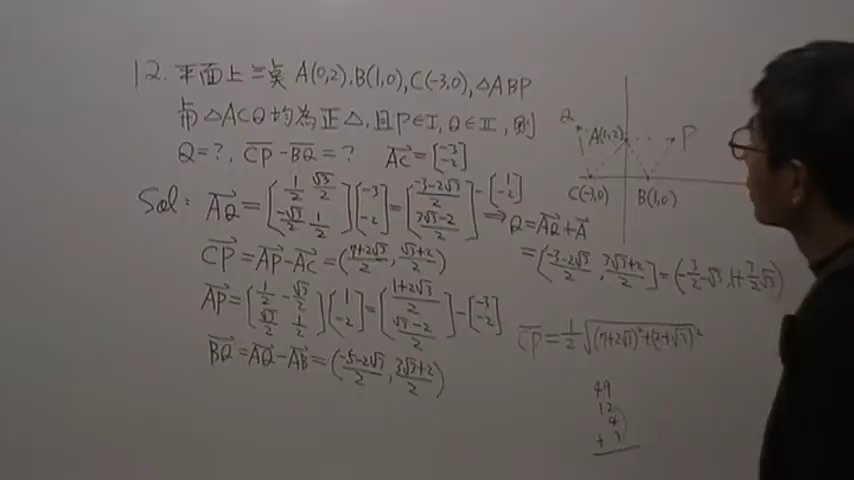 12. 平面上三夹 A(0,2), B(1,0), C(-3,0), △ABP
与 △ACQ 均為正△, 且 P∈I, Q∈II, 则
Q=?, CP - BQ = ? AC = [-3 -2]
Sol: AQ = [1/2 √3/2 -√3/2 1/2][-3 -2] = [(-3-2√3)/2 (3√3-2)/2] - [1 -2] ⇒ Q = AQ + A
= ((-3-2√3)/2, (3√3+2)/2] = (-3/2-√3, 1+3/2√3)
CP = AP - AC = ((7+2√3)/2, (√3+2)/2)
AP = [1/2 -√3/2 √3/2 1/2][1 -2] = [(1+2√3)/2 (√3-2)/2] - [-3 -2]
BQ = AQ - AB = ((-5-2√3)/2, (3√3+2)/2)
CP = 1/2 √(7+2√3)²+(2+√3)²
49
12
4
+ 3
Q
A(0,2)
P
C(-3,0)
B(1,0)